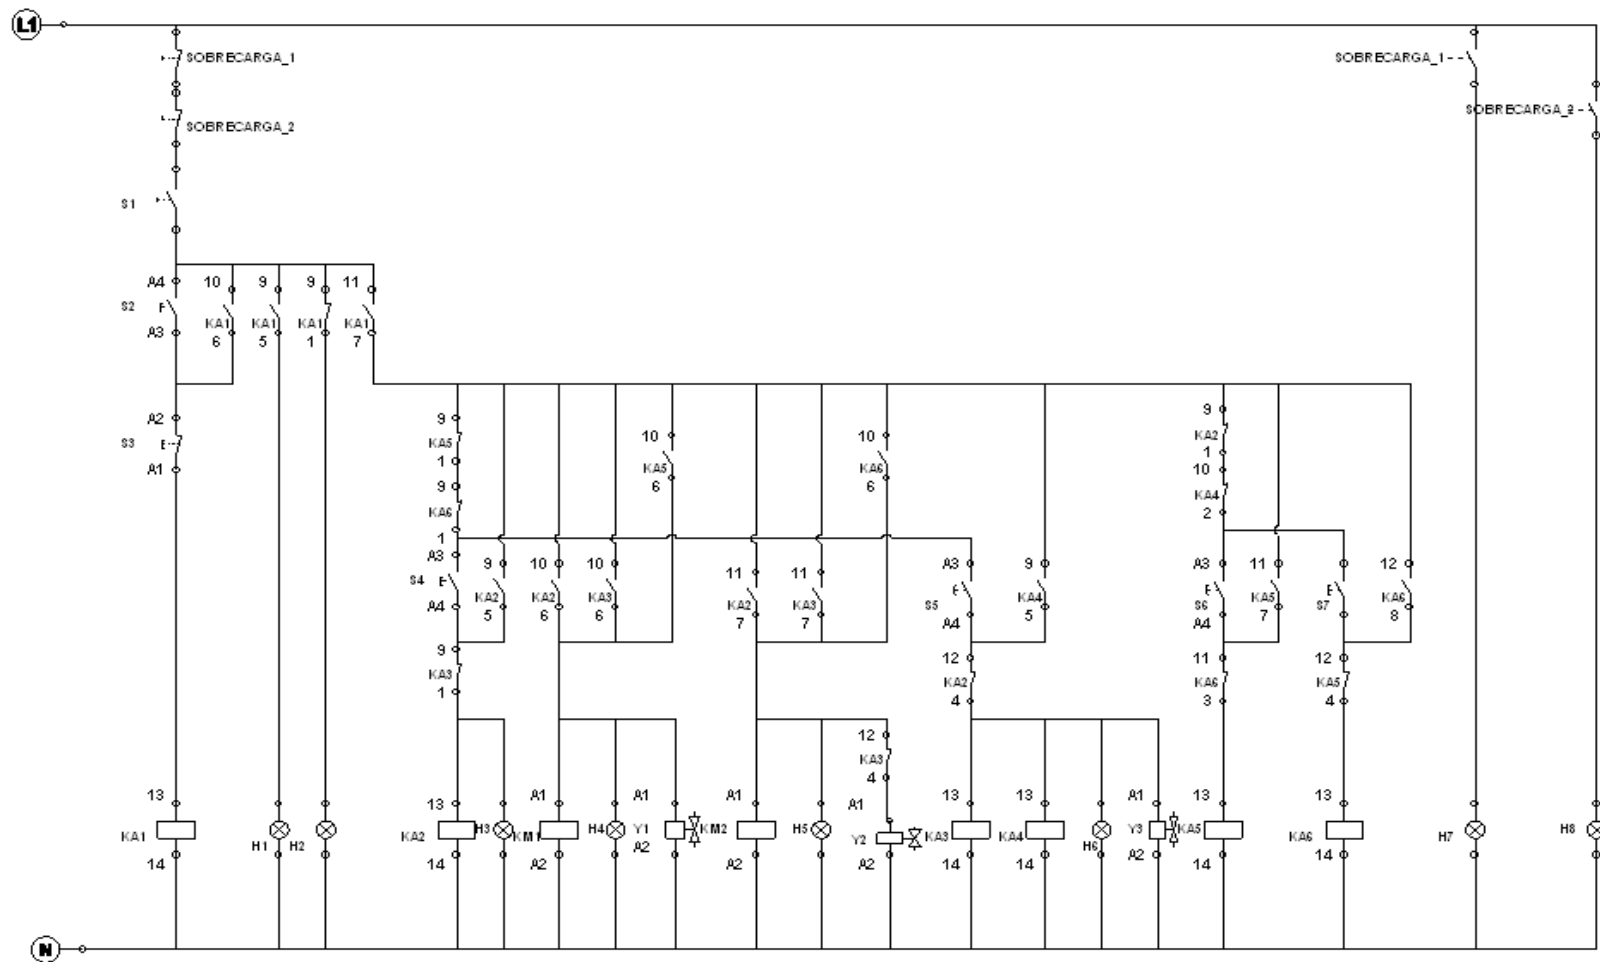 L1
SOBRECARGA_1
SOBRECARGA_1
SOBRECARGA_2
SOBRECARGA_2
S1
A4 10 9 9 11
S2 KA1 KA1 KA1 KA1
A3 6 5 1 7
A2
S3
A1
9 9
KA5 10 10 KA2
1 KA5 KA6 1
9 6 6 10
KA6 KA4
1 2
A3 9 10 10 11 11 A3 9 A3 11 12
S4 KA2 KA2 KA3 KA2 KA3 S5 KA4 S6 KA5 S7 KA6
A4 5 6 6 7 7 A4 5 A4 7 8
9 12 11 12
KA3 KA2 KA6 KA5
1 4 3 4
12
KA3
4
13 13 A1 A1 A1 A1 13 13 A1 13 13
KA1 H1 H2 KA2 H3 KM1 H4 Y1 KM2 H5 Y2 KA3 KA4 H6 Y3 KA5 KA6 H7 H8
14 14 A2 A2 A2 A2 14 14 A2 14 14
N